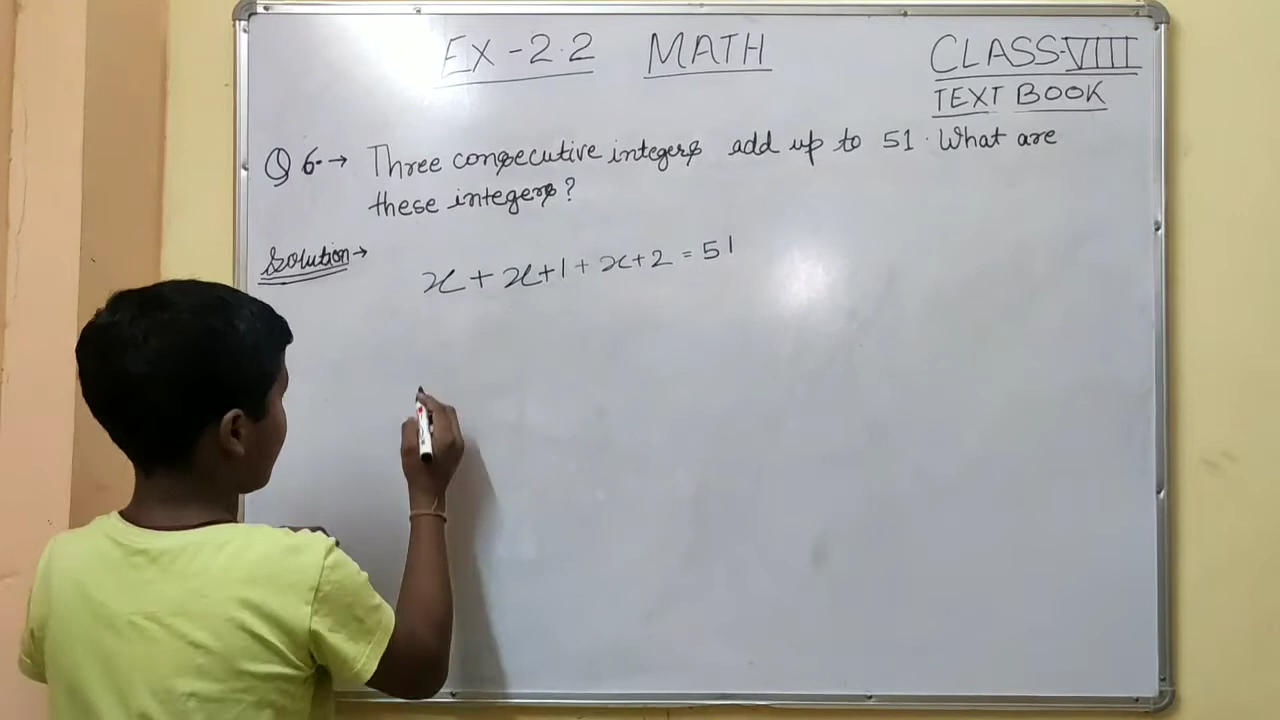 EX-2.2 MATH CLASS-VIII
TEXT BOOK
Q 6.→ Three consecutive integers add up to 51. What are
these integers?
Solution→
x + x+1 + x+2 = 51